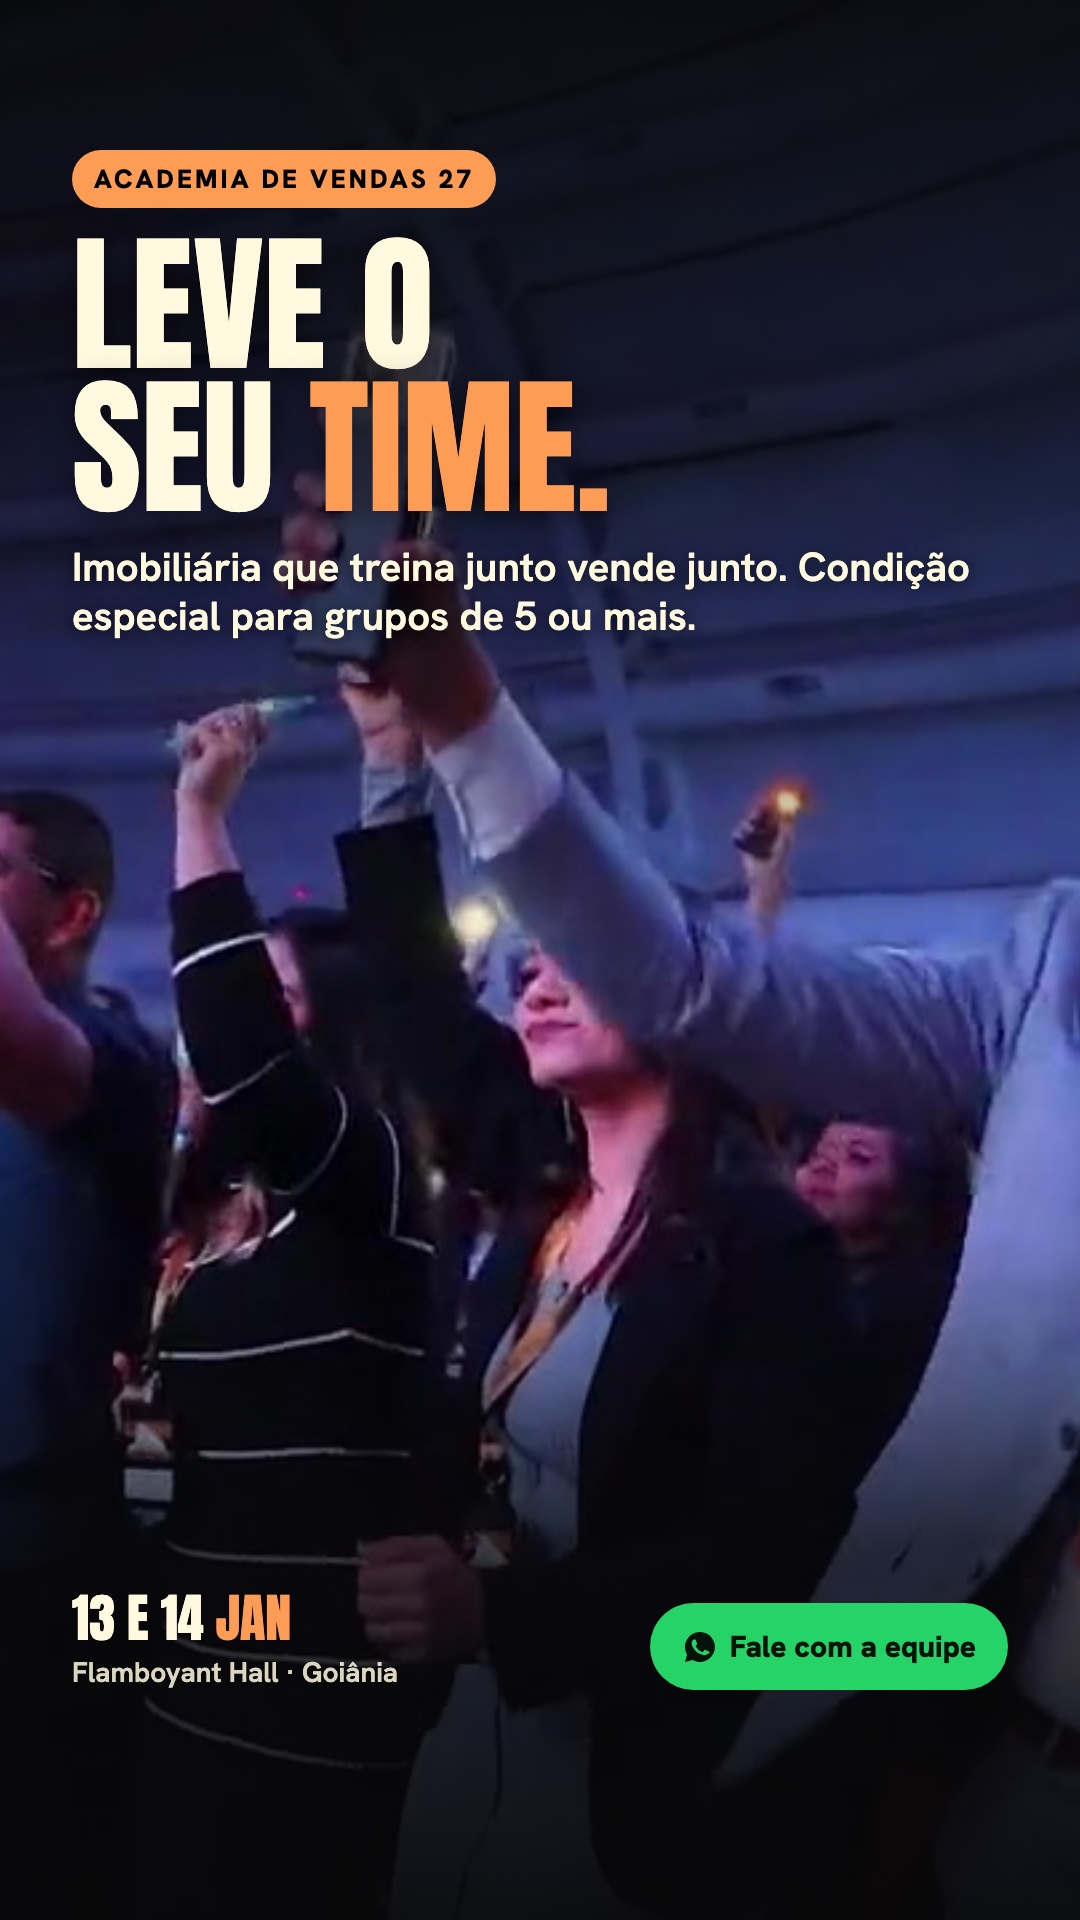 ACADEMIA DE VENDAS 27
LEVE O
SEU TIME.
Imobiliária que treina junto vende junto. Condição
especial para grupos de 5 ou mais.
13 E 14 JAN
Flamboyant Hall · Goiânia
Fale com a equipe